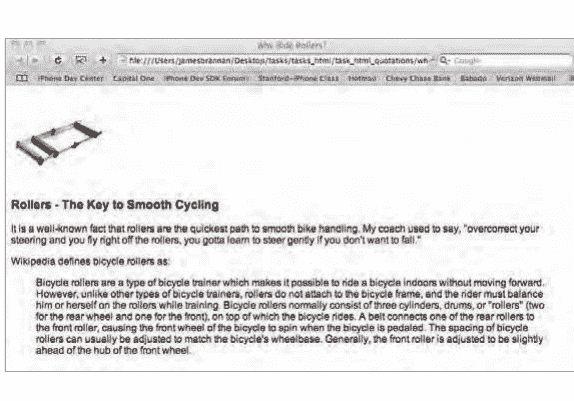 Who Ride Rollers?
file:///Users/jamesbrannan/Desktop/tasks/tasks_html/task_html_quotations/wh
Google
iPhone Dev Center Capital One iPhone Dev SDK Forum Stanford-iPhone Class Hotmail Chevy Chase Bank Babado Verizon Webmail
Rollers - The Key to Smooth Cycling
It is a well-known fact that rollers are the quickest path to smooth bike handling. My coach used to say, "overcorrect your
steering and you fly right off the rollers, you gotta learn to steer gently if you don't want to fall."
Wikipedia defines bicycle rollers as:
Bicycle rollers are a type of bicycle trainer which makes it possible to ride a bicycle indoors without moving forward.
However, unlike other types of bicycle trainers, rollers do not attach to the bicycle frame, and the rider must balance
him or herself on the rollers while training. Bicycle rollers normally consist of three cylinders, drums, or "rollers" (two
for the rear wheel and one for the front), on top of which the bicycle rides. A belt connects one of the rear rollers to
the front roller, causing the front wheel of the bicycle to spin when the bicycle is pedaled. The spacing of bicycle
rollers can usually be adjusted to match the bicycle's wheelbase. Generally, the front roller is adjusted to be slightly
ahead of the hub of the front wheel.